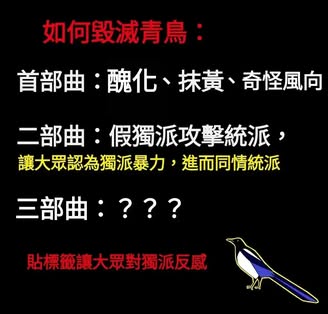 如何毀滅青鳥：
首部曲：醜化、抹黃、奇怪風向
二部曲：假獨派攻擊統派，
讓大眾認為獨派暴力，進而同情統派
三部曲：？？？
貼標籤讓大眾對獨派反感